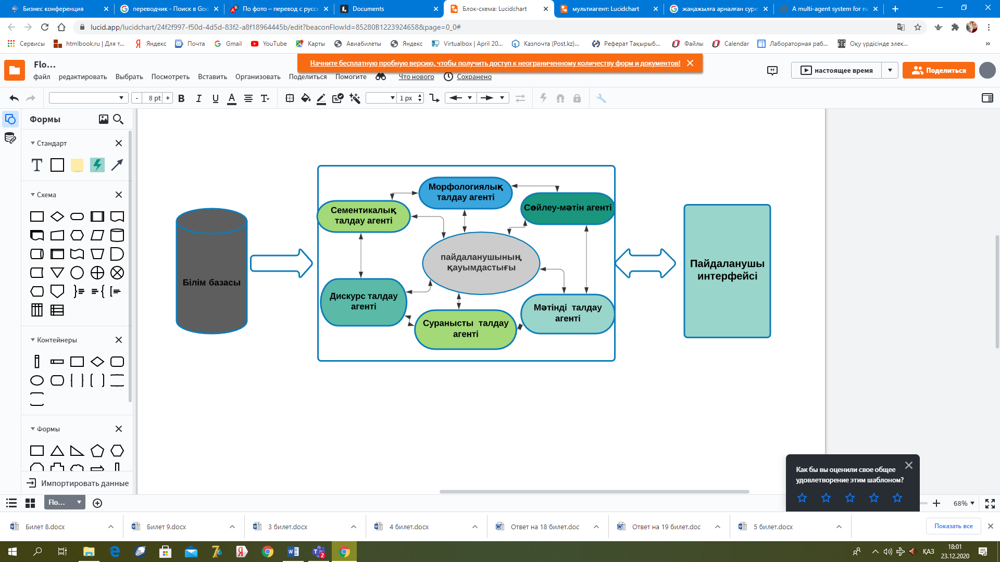 Бизнес конференция
переводчик - Поиск в Goo
По фото – перевод с русск
Documents
Блок-схема: Lucidchart
мультиагент: Lucidchart
жаңажылға арналған суре
A multi-agent system for na
lucid.app/lucidchart/24f2f997-f50d-4d5d-83f2-a8f18964445b/edit?beaconFlowId=85280B1223924658&page=0_0#
Сервисы
htmlbook.ru | Для т...
Яндекс
Почта
Gmail
YouTube
Карты
Авиабилеты
Яндекс
Virtualbox | April 20...
Казпочта (Post.kz)...
Реферат Тақырыб...
Файлы
Calendar
Лабораторная раб...
Оқу үрдісінде элек...
»
Начните бесплатную пробную версию, чтобы получить доступ к неограниченному количеству форм и документов!
Flo...
файл
редактировать
Выбрать
Посмотреть
Вставить
Организовать
Поделиться
Помогите
Что нового
Сохранено
настоящее время
Поделиться
- 8 pt +
B I U A T
1 px
Формы
Стандарт
T
Схема
Контейнеры
Формы
Импортировать данные
Білім базасы
Морфологиялық
талдау агенті
Сементикалық
талдау агенті
Сөйлеу-мәтін агенті
пайдаланушының
қауымдастығы
Дискурс талдау
агенті
Суранысты талдау
агенті
Мәтінді талдау
агенті
Пайдаланушы
интерфейсі
Как бы вы оценили свое общее
удовлетворение этим шаблоном?
Flo...
68%
Билет 8.docx
Билет 9.docx
3 билет.docx
4 билет.docx
Ответ на 18 билет.doc
Ответ на 19 билет.doc
5 билет.docx
Показать все
2
ҚАЗ
18:01
23.12.2020